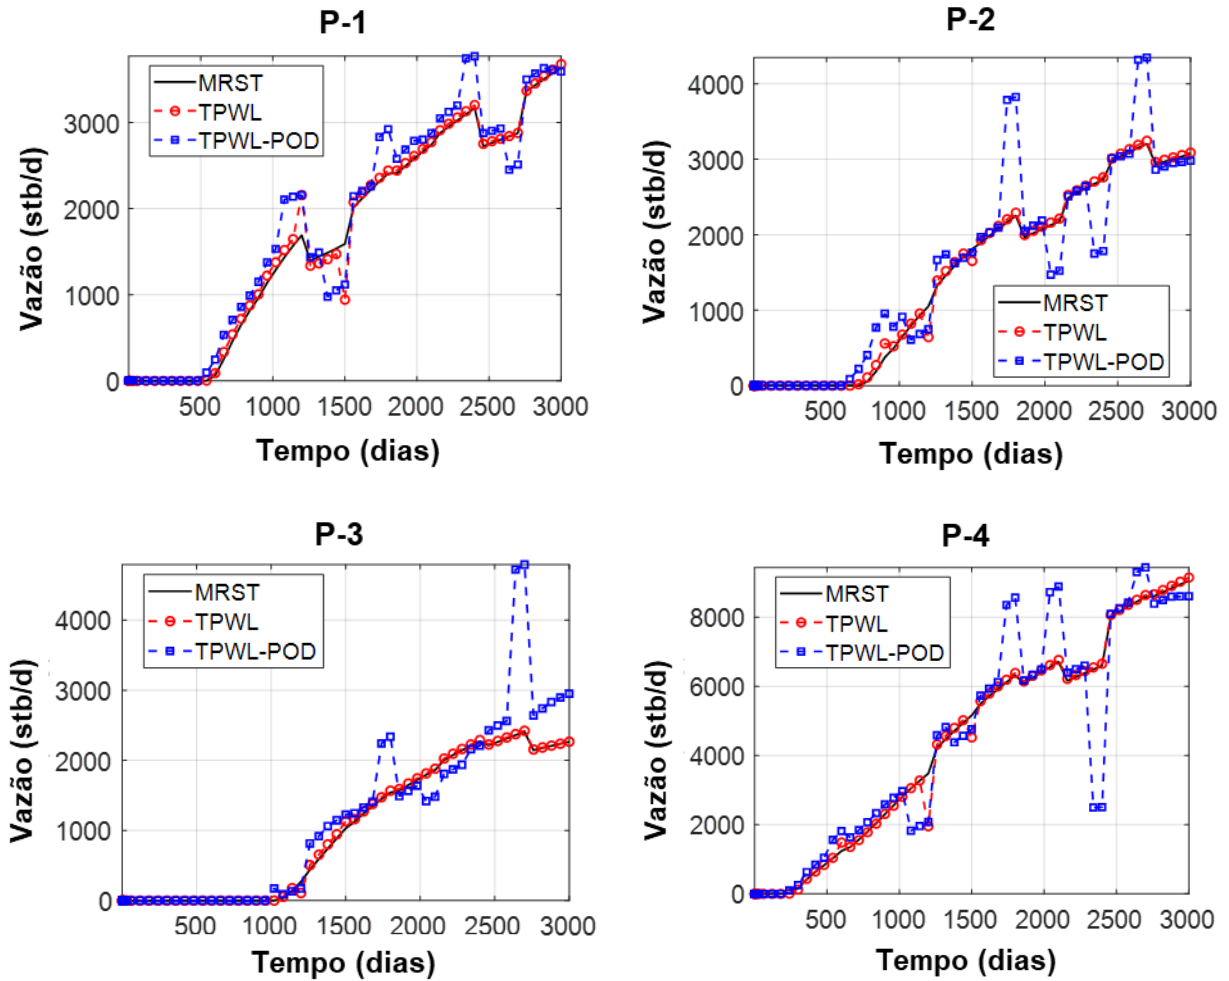 P-1
MRST
TPWL
TPWL-POD
3000
2000
1000
0
500 1000 1500 2000 2500 3000
Vazão (stb/d)
Tempo (dias)
P-2
4000
3000
2000
1000
0
MRST
TPWL
TPWL-POD
500 1000 1500 2000 2500 3000
Vazão (stb/d)
Tempo (dias)
P-3
MRST
TPWL
TPWL-POD
4000
3000
2000
1000
0
500 1000 1500 2000 2500 3000
Vazão (stb/d)
Tempo (dias)
P-4
MRST
TPWL
TPWL-POD
8000
6000
4000
2000
0
500 1000 1500 2000 2500 3000
Vazão (stb/d)
Tempo (dias)